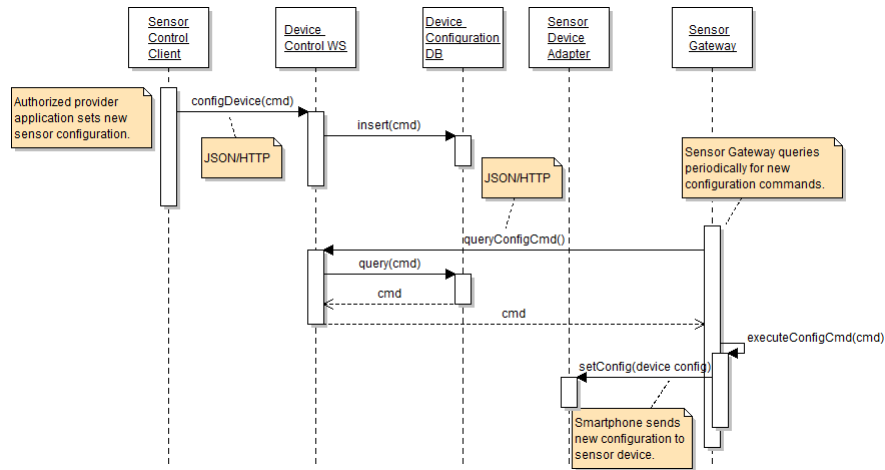 Sensor
Control
Client
Device
Control WS
Device
Configuration
DB
Sensor
Device
Adapter
Sensor
Gateway
Authorized provider
application sets new
sensor configuration.
configDevice(cmd)
JSON/HTTP
insert(cmd)
JSON/HTTP
Sensor Gateway queries
periodically for new
configuration commands.
queryConfigCmd()
query(cmd)
cmd
cmd
executeConfigCmd(cmd)
setConfig(device config)
Smartphone sends
new configuration to
sensor device.